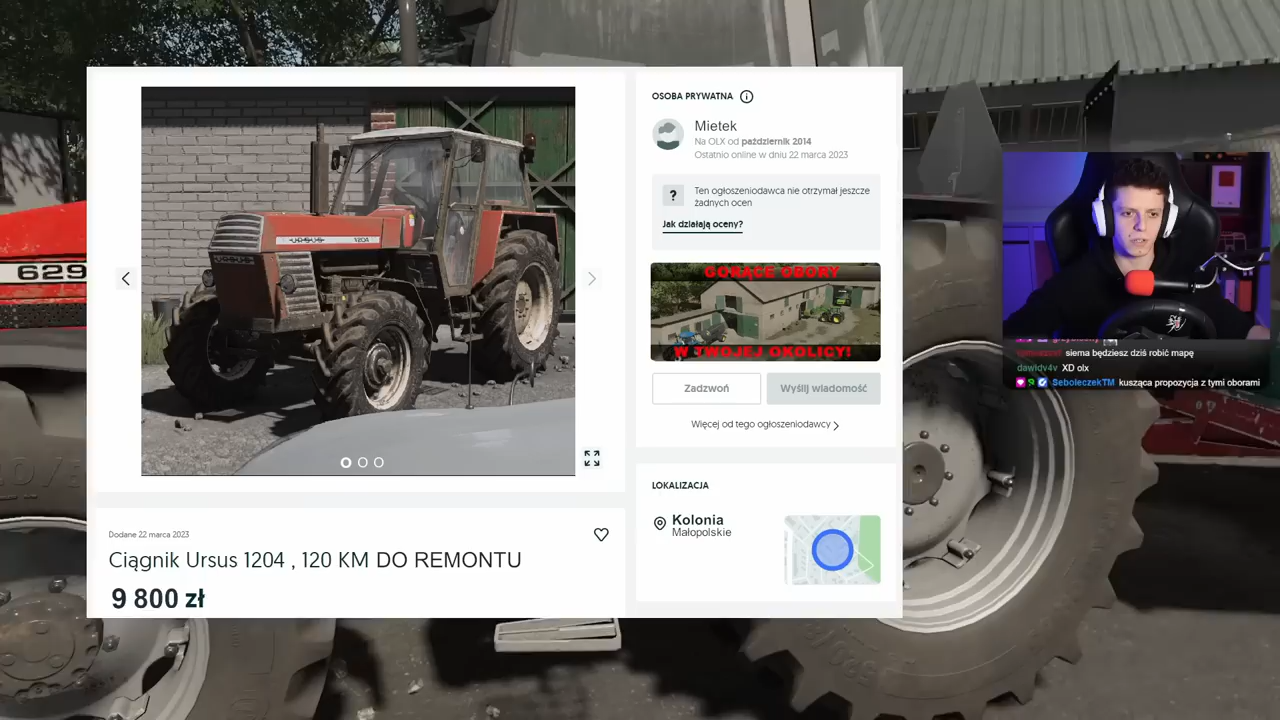 629
URSUS 1204
URSUS
Dodane 22 marca 2023
Ciągnik Ursus 1204 , 120 KM DO REMONTU
9 800 zł
OSOBA PRYWATNA
Mietek
Na OLX od październik 2014
Ostatnio online w dniu 22 marca 2023
?
Ten ogłoszeniodawca nie otrzymał jeszcze
żadnych ocen
Jak działają oceny?
GORĄCE OBORY
W TWOJEJ OKOLICY!
Zadzwoń
Wyślij wiadomość
Więcej od tego ogłoszeniodawcy
LOKALIZACJA
Kolonia
Małopolskie
siema będziesz dziś robić mapę
dawidv4v XD olx
SeboleczekTM kusząca propozycja z tymi oborami